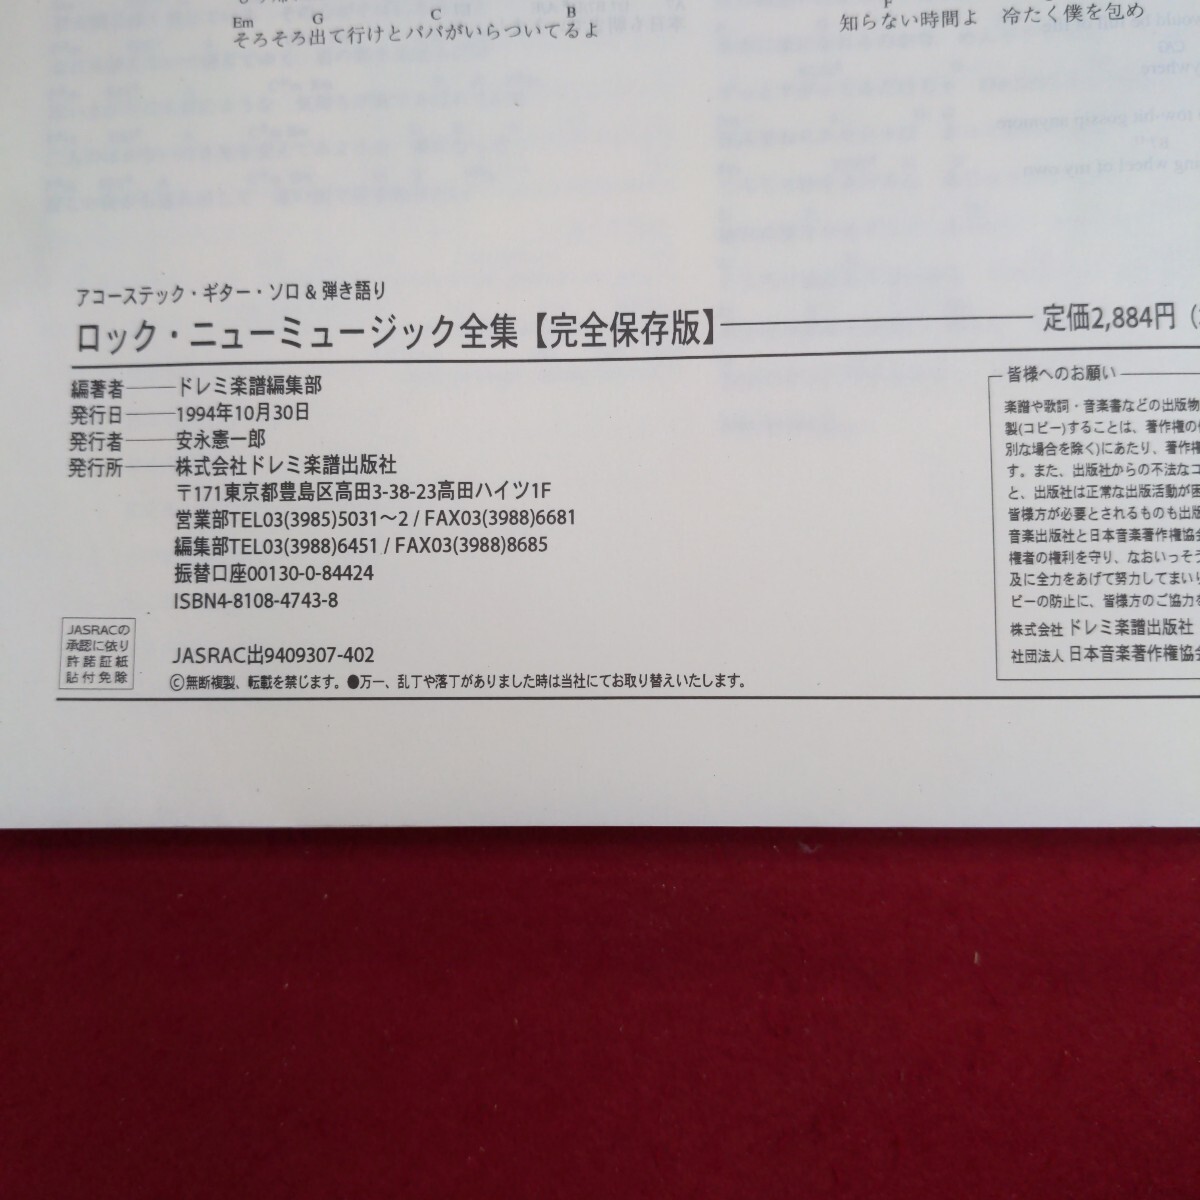 Em G C B
そろそろ出て行けとパパがいらついてるよ
F
知らない時間よ 冷たく僕を包め
アコーステック・ギター・ソロ & 弾き語り
ロック・ニューミュージック全集【完全保存版】
定価2,884円（
編著者 ドレミ楽譜編集部
発行日 1994年10月30日
発行者 安永憲一郎
発行所 株式会社ドレミ楽譜出版社
〒171東京都豊島区高田3-38-23高田ハイツ1F
営業部TEL03(3985)5031〜2 / FAX03(3988)6681
編集部TEL03(3988)6451 / FAX03(3988)8685
振替口座00130-0-84424
ISBN4-8108-4743-8
JASRACの
承認に依り
許諾証紙
貼付免除
JASRAC出9409307-402
©無断複製、転載を禁じます。●万一、乱丁や落丁がありました時は当社にてお取り替えいたします。
皆様へのお願い
楽譜や歌詞・音楽書などの出版物
製(コピー)することは、著作権の
別な場合を除く)にあたり、著作権
す。また、出版社からの不法なコ
と、出版社は正常な出版活動が困
皆様方が必要とされるものも出版
音楽出版社と日本音楽著作権協会
権者の権利を守り、なおいっそう
及に全力をあげて努力してまいり
ピーの防止に、皆様方のご協力を
株式会社 ドレミ楽譜出版社
社団法人 日本音楽著作権協会